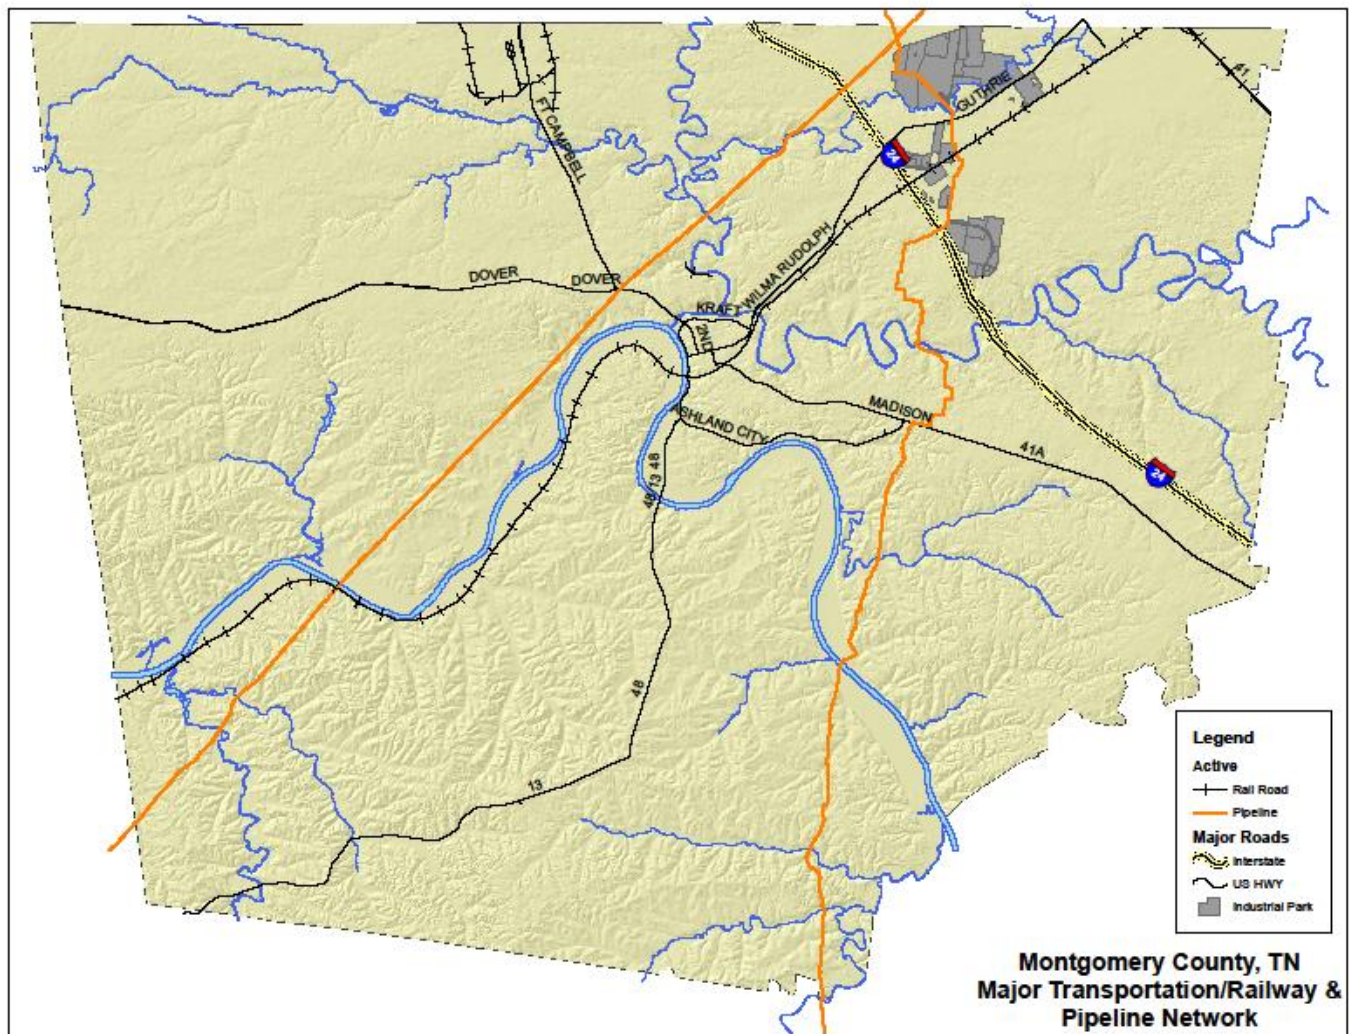 41
GUTHRIE
FT CAMPBELL
24
WILMA RUDOLPH
DOVER
DOVER
KRAFT
2ND
MADISON
ASHLAND CITY
41A
48 13 48
24
48
13
Legend
Active
Rail Road
Pipeline
Major Roads
Interstate
US HWY
Industrial Park
Montgomery County, TN
Major Transportation/Railway &
Pipeline Network